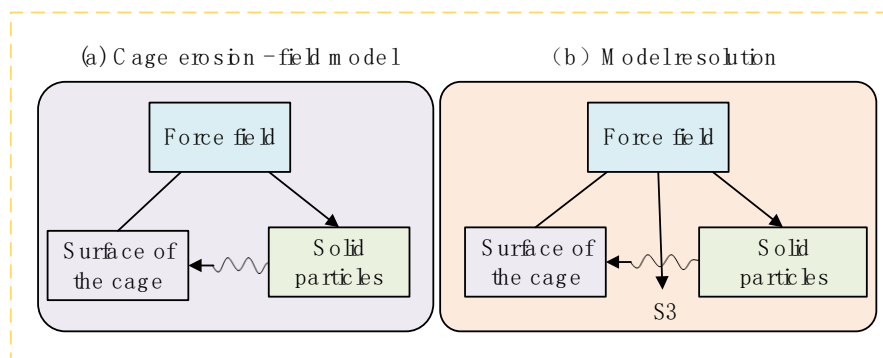 (a) Cage erosion-field model
(b) Model resolution
Force field
Surface of
the cage
Solid
particles
Force field
Surface of
the cage
Solid
particles
S3